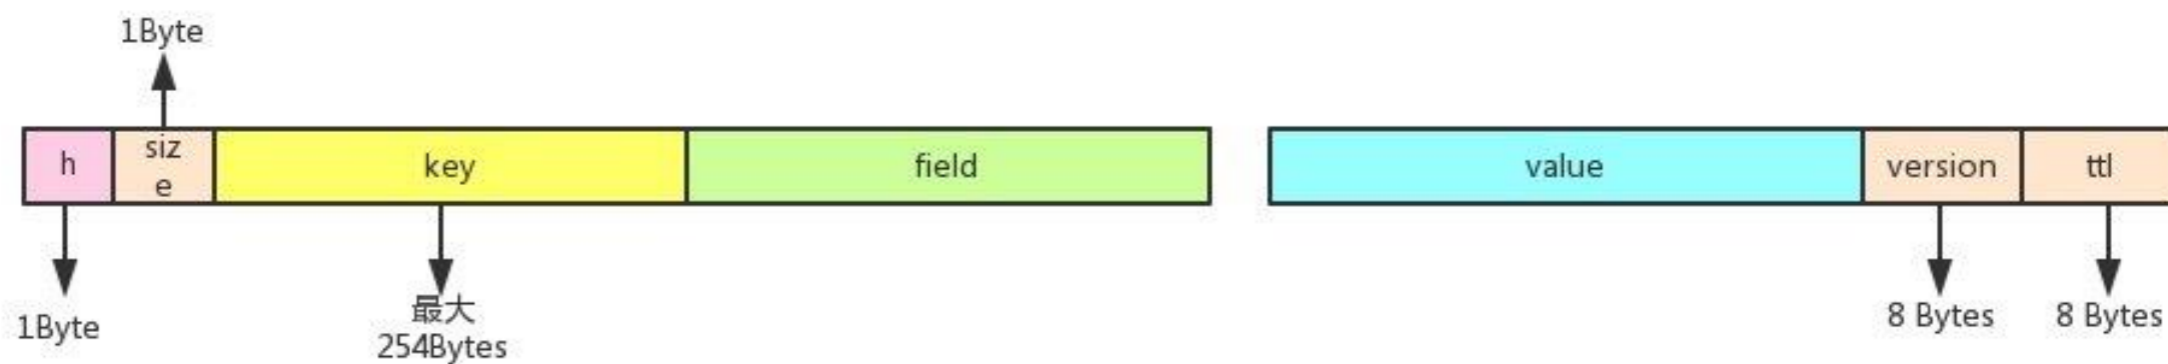 1Byte
h
siz
e
key
field
value
version
ttl
1Byte
最大
254Bytes
8 Bytes
8 Bytes